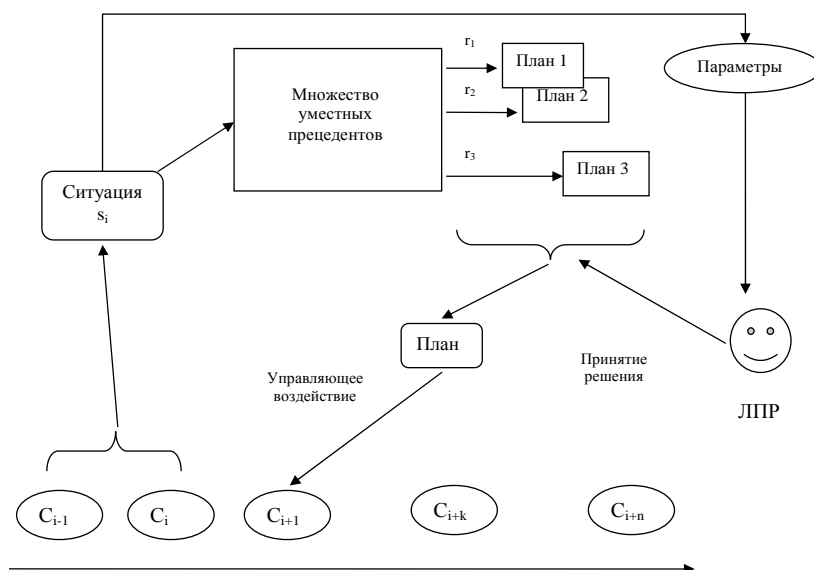 r₁
План 1
Параметры
Множество
уместных
прецедентов
r₂
План 2
r₃
План 3
Ситуация
sᵢ
План
Принятие
решения
Управляющее
воздействие
ЛПР
Cᵢ₋₁
Cᵢ
Cᵢ₊₁
Cᵢ₊ₖ
Cᵢ₊ₙ